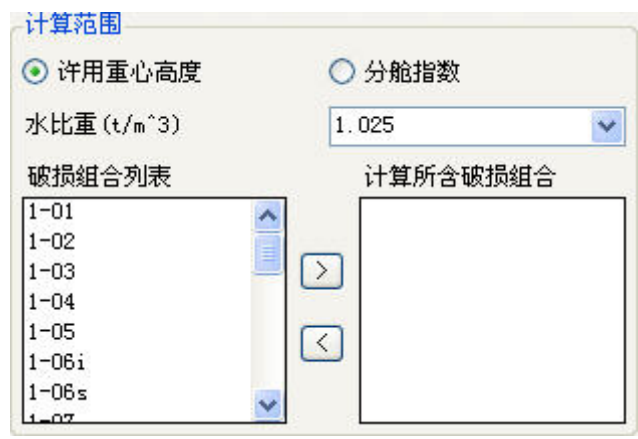 计算范围
许用重心高度 分舱指数
水比重(t/m^3) 1.025
破损组合列表 计算所含破损组合
1-01
1-02
1-03
>
1-04
1-05
<
1-06i
1-06s
1-07